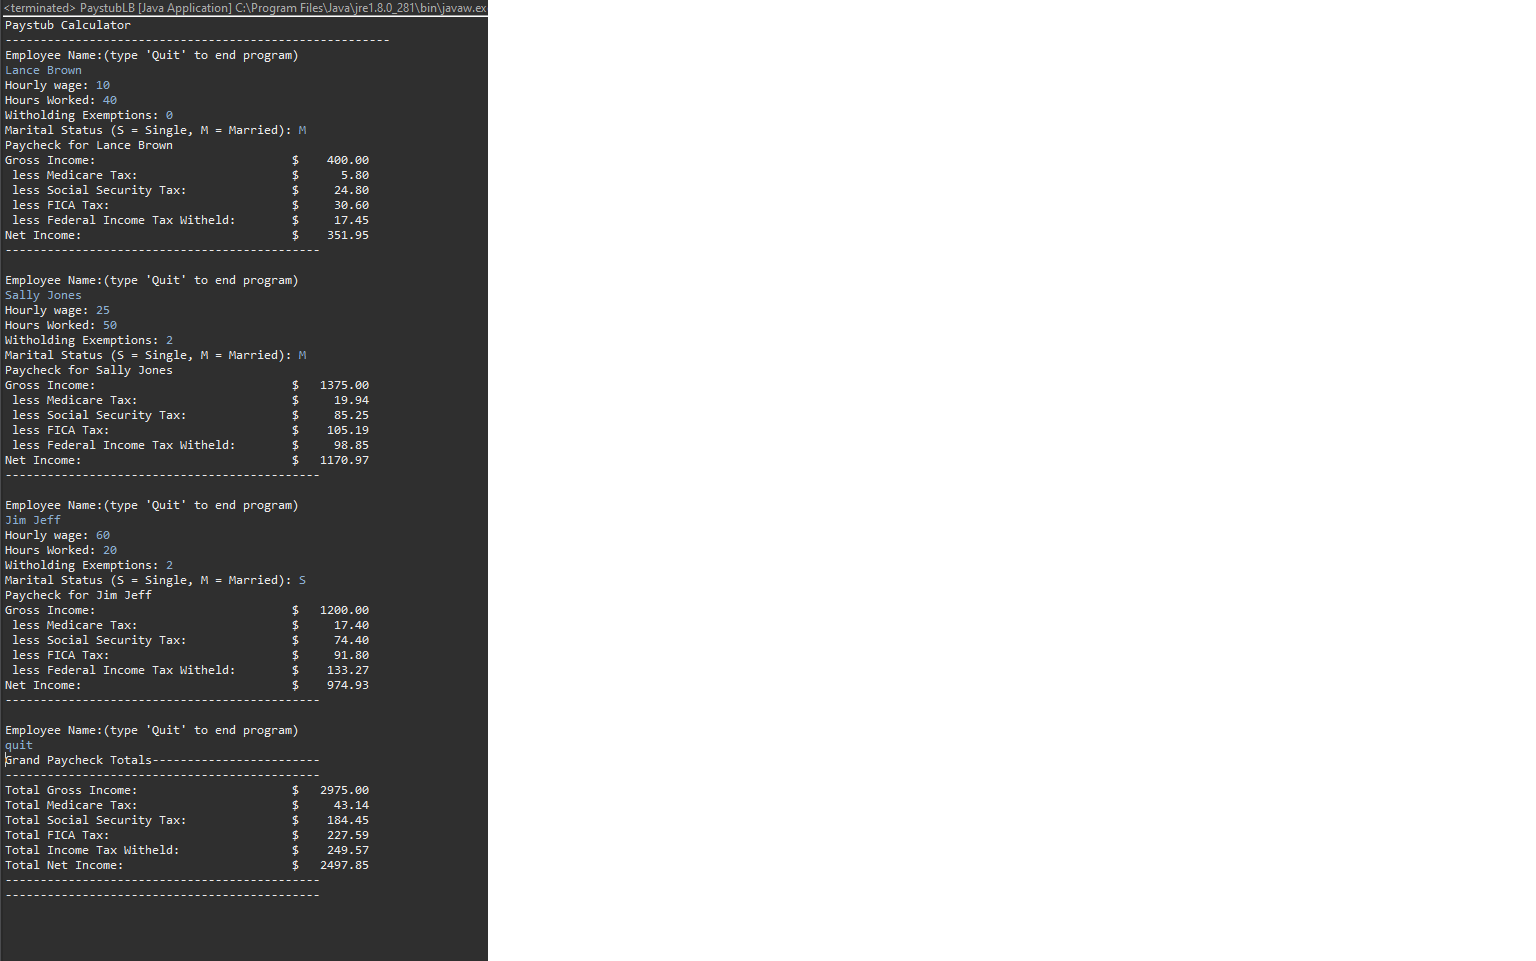 <terminated> PaystubLB [Java Application] C:\Program Files\Java\jre1.8.0_281\bin\javaw.ex
Paystub Calculator
-------------------------------------------------------
Employee Name:(type 'Quit' to end program)
Lance Brown
Hourly wage: 10
Hours Worked: 40
Witholding Exemptions: 0
Marital Status (S = Single, M = Married): M
Paycheck for Lance Brown
Gross Income:                            $    400.00
 less Medicare Tax:                      $      5.80
 less Social Security Tax:               $     24.80
 less FICA Tax:                          $     30.60
 less Federal Income Tax Witheld:        $     17.45
Net Income:                              $    351.95
---------------------------------------------
Employee Name:(type 'Quit' to end program)
Sally Jones
Hourly wage: 25
Hours Worked: 50
Witholding Exemptions: 2
Marital Status (S = Single, M = Married): M
Paycheck for Sally Jones
Gross Income:                            $   1375.00
 less Medicare Tax:                      $     19.94
 less Social Security Tax:               $     85.25
 less FICA Tax:                          $    105.19
 less Federal Income Tax Witheld:        $     98.85
Net Income:                              $   1170.97
---------------------------------------------
Employee Name:(type 'Quit' to end program)
Jim Jeff
Hourly wage: 60
Hours Worked: 20
Witholding Exemptions: 2
Marital Status (S = Single, M = Married): S
Paycheck for Jim Jeff
Gross Income:                            $   1200.00
 less Medicare Tax:                      $     17.40
 less Social Security Tax:               $     74.40
 less FICA Tax:                          $     91.80
 less Federal Income Tax Witheld:        $    133.27
Net Income:                              $    974.93
---------------------------------------------
Employee Name:(type 'Quit' to end program)
quit
Grand Paycheck Totals------------------------
---------------------------------------------
Total Gross Income:                      $   2975.00
Total Medicare Tax:                      $     43.14
Total Social Security Tax:               $    184.45
Total FICA Tax:                          $    227.59
Total Income Tax Witheld:                $    249.57
Total Net Income:                        $   2497.85
---------------------------------------------
---------------------------------------------